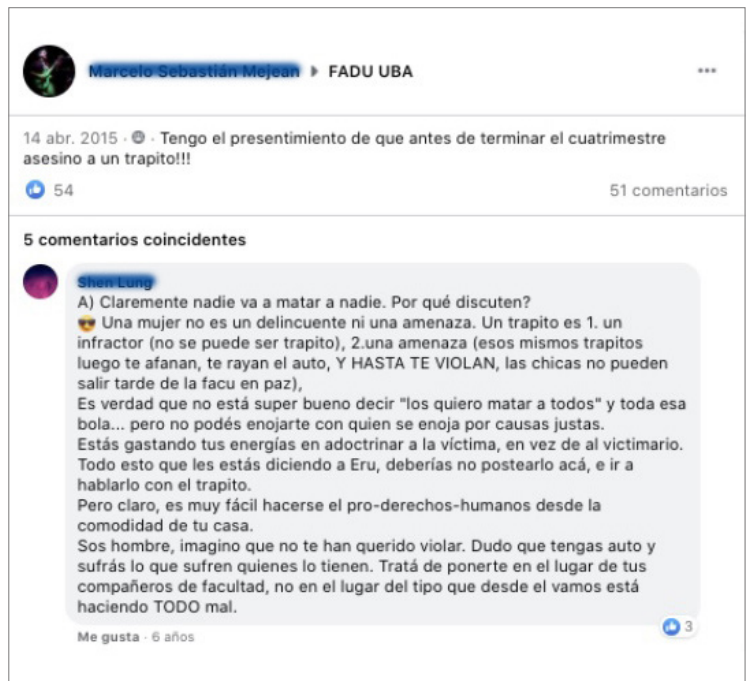 Marcelo Sebastián Mejean ▸ FADU UBA
14 abr. 2015 · Tengo el presentimiento de que antes de terminar el cuatrimestre
asesino a un trapito!!!
54
51 comentarios
5 comentarios coincidentes
Shen Lung
A) Claramente nadie va a matar a nadie. Por qué discuten?
😎 Una mujer no es un delincuente ni una amenaza. Un trapito es 1. un
infractor (no se puede ser trapito), 2.una amenaza (esos mismos trapitos
luego te afanan, te rayan el auto, Y HASTA TE VIOLAN, las chicas no pueden
salir tarde de la facu en paz),
Es verdad que no está super bueno decir "los quiero matar a todos" y toda esa
bola... pero no podés enojarte con quien se enoja por causas justas.
Estás gastando tus energías en adoctrinar a la víctima, en vez de al victimario.
Todo esto que les estás diciendo a Eru, deberías no postearlo acá, e ir a
hablarlo con el trapito.
Pero claro, es muy fácil hacerse el pro-derechos-humanos desde la
comodidad de tu casa.
Sos hombre, imagino que no te han querido violar. Dudo que tengas auto y
sufrás lo que sufren quienes lo tienen. Tratá de ponerte en el lugar de tus
compañeros de facultad, no en el lugar del tipo que desde el vamos está
haciendo TODO mal.
3
Me gusta · 6 años